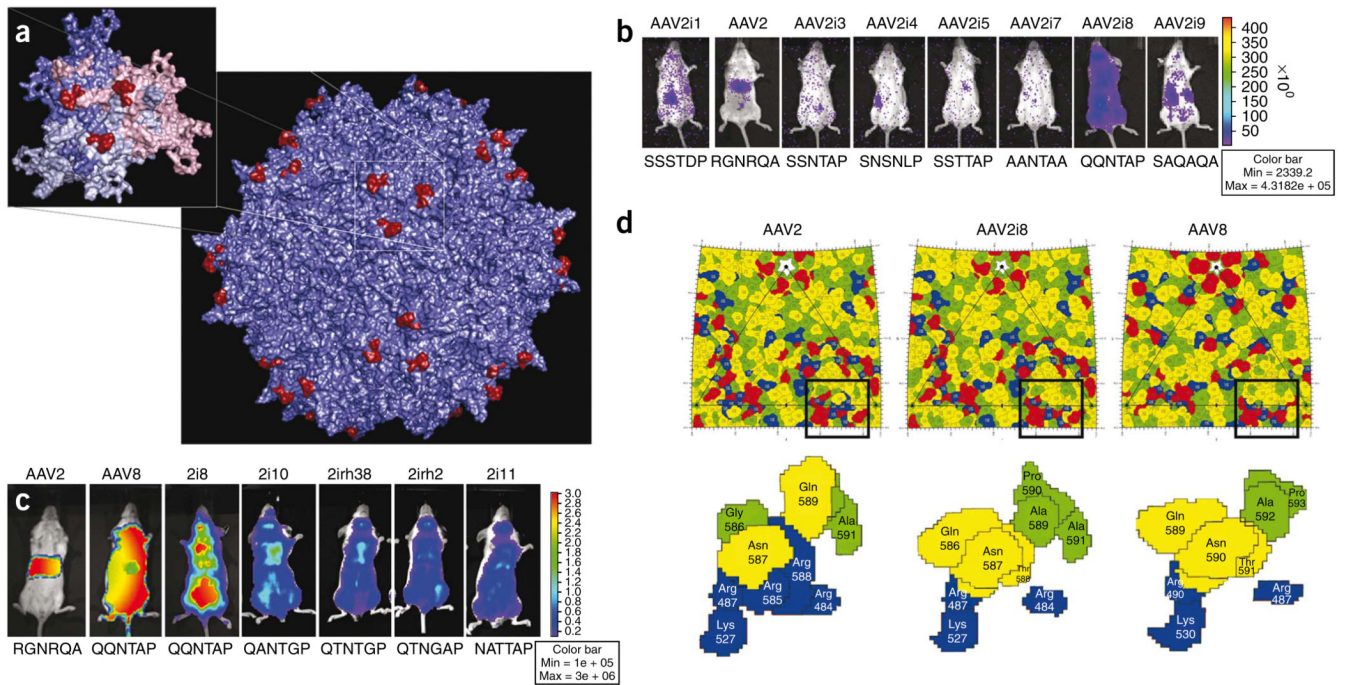 a
b
AAV2i1 AAV2 AAV2i3 AAV2i4 AAV2i5 AAV2i7 AAV2i8 AAV2i9
400
350
300
250
200
150
100
50
×10⁰
SSSTDP RGNRQA SSNTAP SNSNLP SSTTAP AANTAA QQNTAP SAQAQA
Color bar
Min = 2339.2
Max = 4.3182e + 05
c
AAV2 AAV8 2i8 2i10 2irh38 2irh2 2i11
3.0
2.8
2.6
2.4
2.2
2.0
1.8
1.6
1.4
1.2
1.0
0.8
0.6
0.4
0.2
RGNRQA QQNTAP QQNTAP QANTGP QTNTGP QTNGAP NATTAP
Color bar
Min = 1e + 05
Max = 3e + 06
d
AAV2 AAV2i8 AAV8
Gln
589
Gly
586
Ala
591
Asn
587
Arg
588
Arg
487
Arg
585
Arg
484
Lys
527
Pro
590
Ala
589
Ala
591
Gln
586
Asn
587
Thr
588
Arg
487
Arg
484
Lys
527
Pro
593
Ala
592
Gln
589
Asn
590
Thr
591
Arg
490
Arg
487
Lys
530